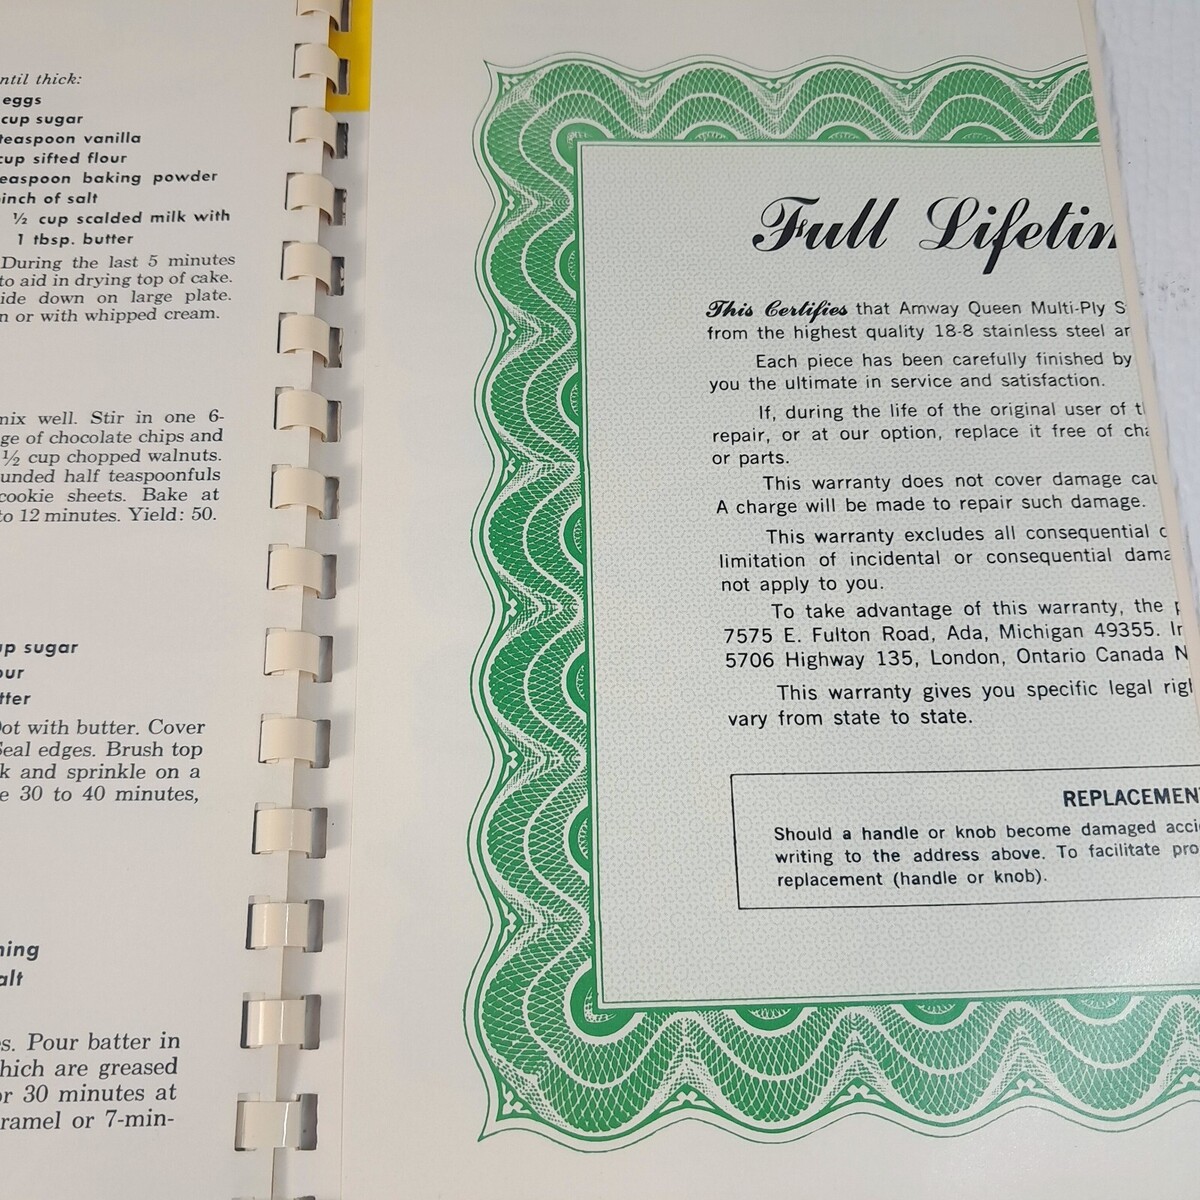 ntil thick:
eggs
cup sugar
teaspoon vanilla
cup sifted flour
easpoon baking powder
inch of salt
½ cup scalded milk with
1 tbsp. butter
During the last 5 minutes
to aid in drying top of cake.
ide down on large plate.
n or with whipped cream.
mix well. Stir in one 6-
ge of chocolate chips and
½ cup chopped walnuts.
unded half teaspoonfuls
cookie sheets. Bake at
to 12 minutes. Yield: 50.
up sugar
our
tter
Dot with butter. Cover
Seal edges. Brush top
k and sprinkle on a
e 30 to 40 minutes,
ning
alt
es. Pour batter in
hich are greased
or 30 minutes at
ramel or 7-min-
Full Lifetim
This Certifies that Amway Queen Multi-Ply S
from the highest quality 18-8 stainless steel an
Each piece has been carefully finished by
you the ultimate in service and satisfaction.
If, during the life of the original user of t
repair, or at our option, replace it free of cha
or parts.
This warranty does not cover damage cau
A charge will be made to repair such damage.
This warranty excludes all consequential d
limitation of incidental or consequential dama
not apply to you.
To take advantage of this warranty, the p
7575 E. Fulton Road, Ada, Michigan 49355. In
5706 Highway 135, London, Ontario Canada N
This warranty gives you specific legal rig
vary from state to state.
REPLACEMENT
Should a handle or knob become damaged acci
writing to the address above. To facilitate pro
replacement (handle or knob).